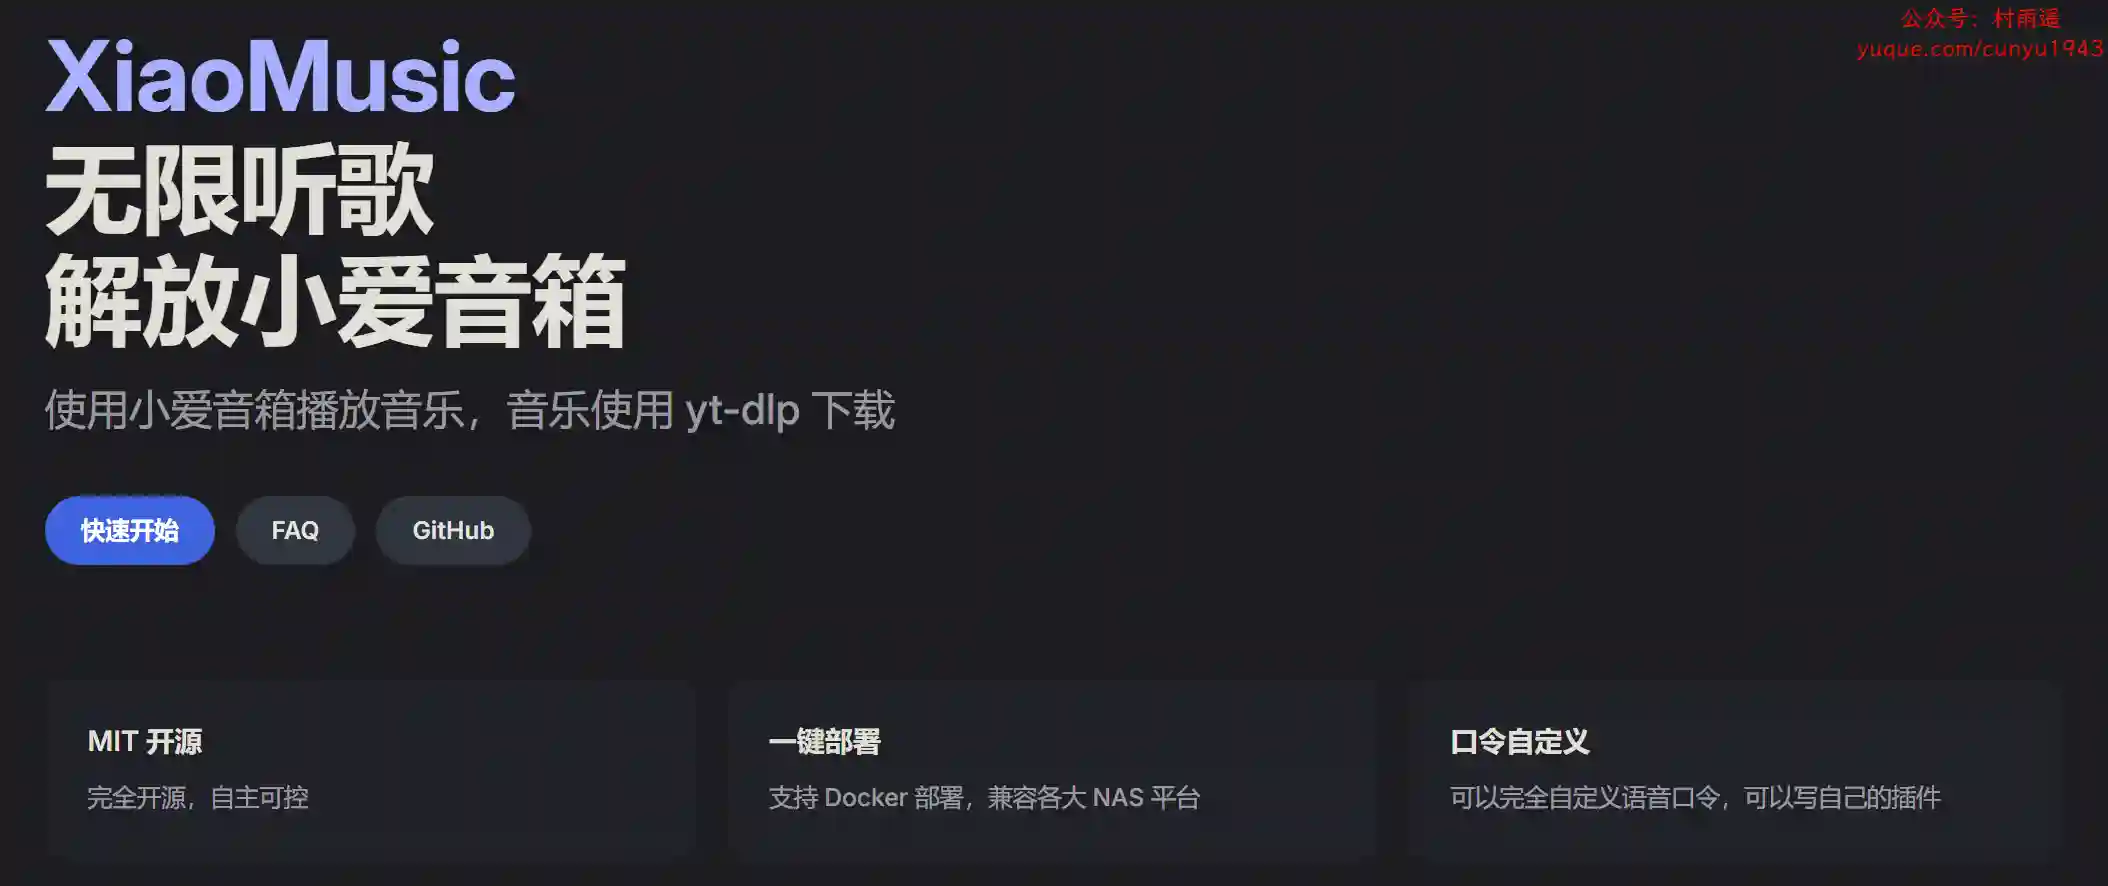 公众号：村雨遥
yuque.com/cunyu1943
XiaoMusic
无限听歌
解放小爱音箱
使用小爱音箱播放音乐，音乐使用 yt-dlp 下载
快速开始
FAQ
GitHub
MIT 开源
完全开源，自主可控
一键部署
支持 Docker 部署，兼容各大 NAS 平台
口令自定义
可以完全自定义语音口令，可以写自己的插件